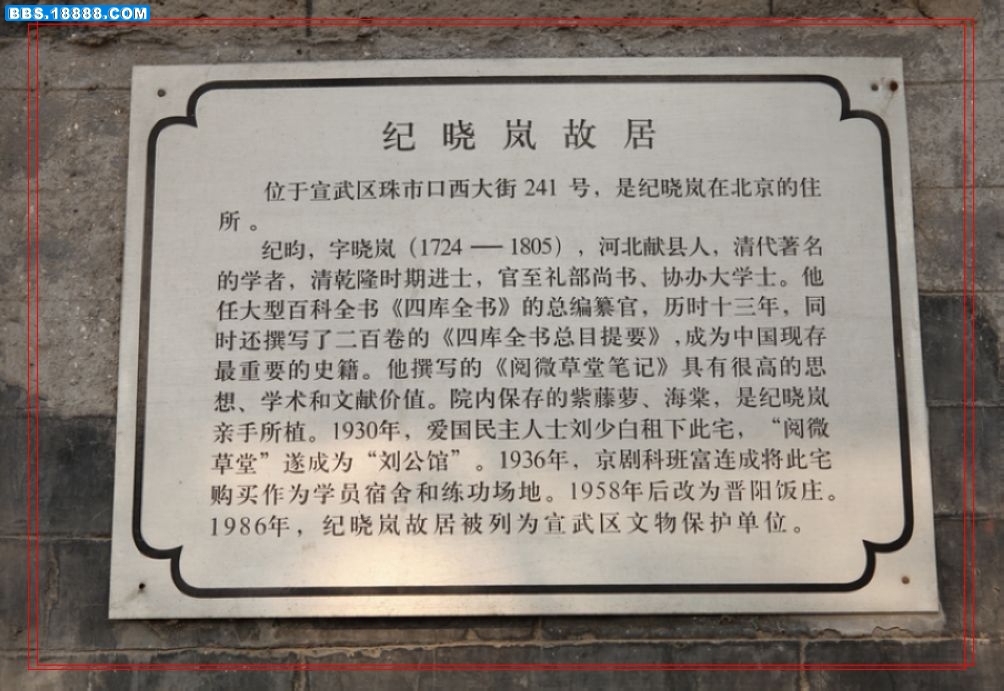 BBS.18888.COM
纪晓岚故居
位于宣武区珠市口西大街 241 号，是纪晓岚在北京的住
所。
纪昀，字晓岚（1724 — 1805），河北献县人，清代著名
的学者，清乾隆时期进士，官至礼部尚书、协办大学士。他
任大型百科全书《四库全书》的总编纂官，历时十三年，同
时还撰写了二百卷的《四库全书总目提要》,成为中国现存
最重要的史籍。他撰写的《阅微草堂笔记》具有很高的思
想、学术和文献价值。院内保存的紫藤萝、海棠，是纪晓岚
亲手所植。1930年，爱国民主人士刘少白租下此宅，“阅微
草堂”遂成为“刘公馆”。1936年，京剧科班富连成将此宅
购买作为学员宿舍和练功场地。1958年后改为晋阳饭庄。
1986年，纪晓岚故居被列为宣武区文物保护单位。